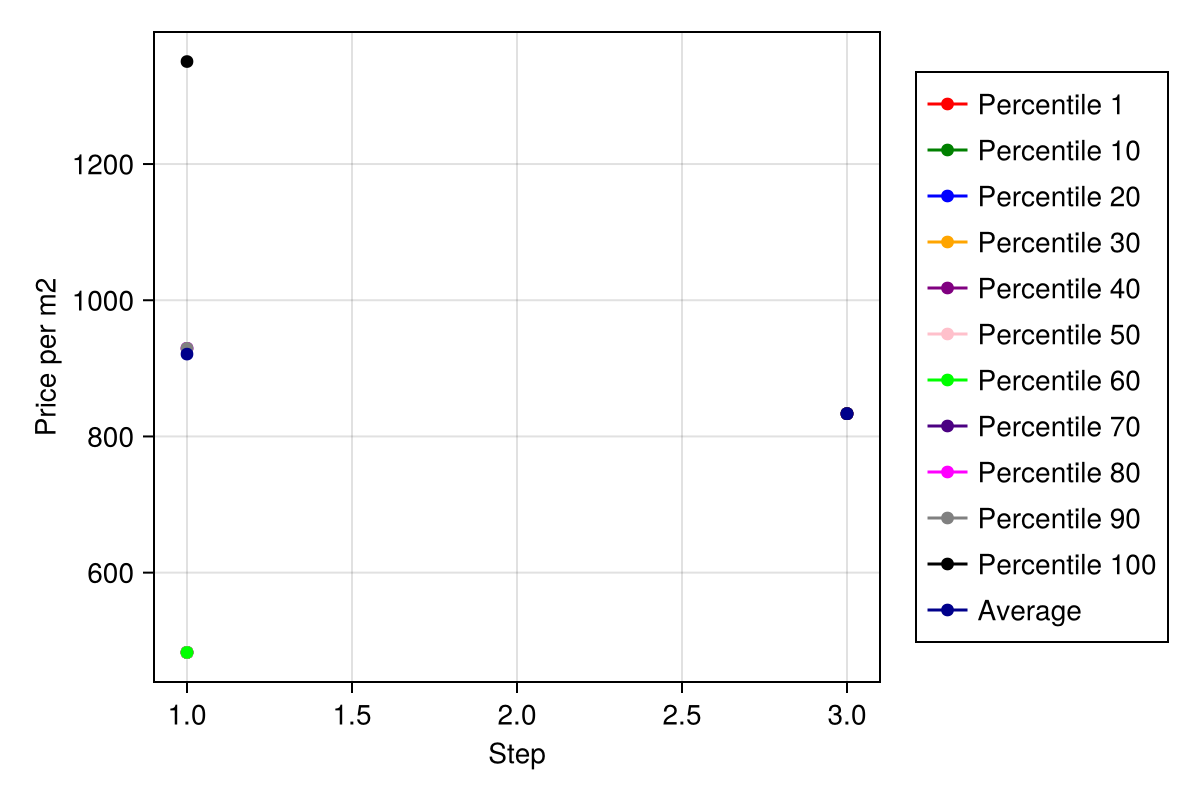 1200
1000
800
600
Price per m2
1.0 1.5 2.0 2.5 3.0
Step
Percentile 1
Percentile 10
Percentile 20
Percentile 30
Percentile 40
Percentile 50
Percentile 60
Percentile 70
Percentile 80
Percentile 90
Percentile 100
Average